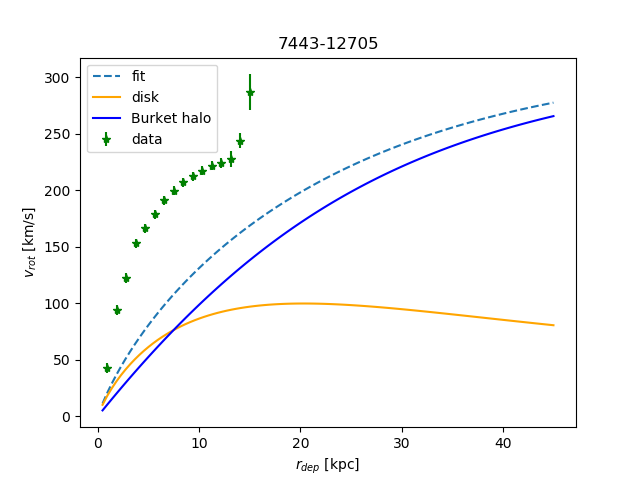 7443-12705
fit
disk
Burket halo
data
300
250
200
150
100
50
0
v_rot [km/s]
0 10 20 30 40
r_dep [kpc]